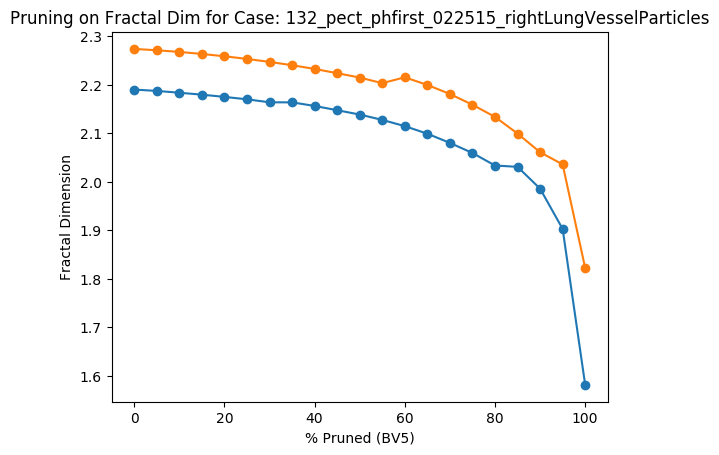 Pruning on Fractal Dim for Case: 132_pect_phfirst_022515_rightLungVesselParticles
2.3
2.2
2.1
2.0
1.9
1.8
1.7
1.6
Fractal Dimension
0 20 40 60 80 100
% Pruned (BV5)